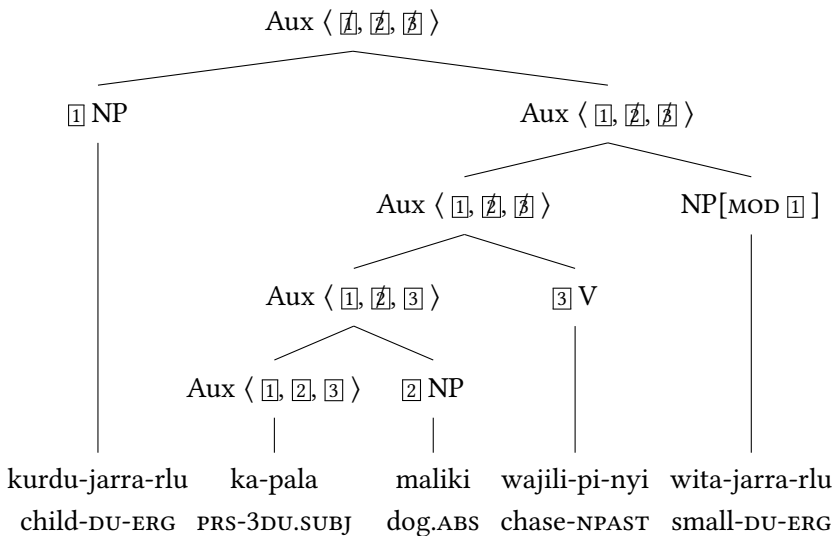 Aux ⟨ 1̸, 2̸, 3̸ ⟩
1 NP Aux ⟨ 1, 2̸, 3̸ ⟩
Aux ⟨ 1, 2̸, 3̸ ⟩ NP[MOD 1 ]
Aux ⟨ 1, 2̸, 3 ⟩ 3 V
Aux ⟨ 1, 2, 3 ⟩ 2 NP
kurdu-jarra-rlu ka-pala maliki wajili-pi-nyi wita-jarra-rlu
child-DU-ERG PRS-3DU.SUBJ dog.ABS chase-NPAST small-DU-ERG